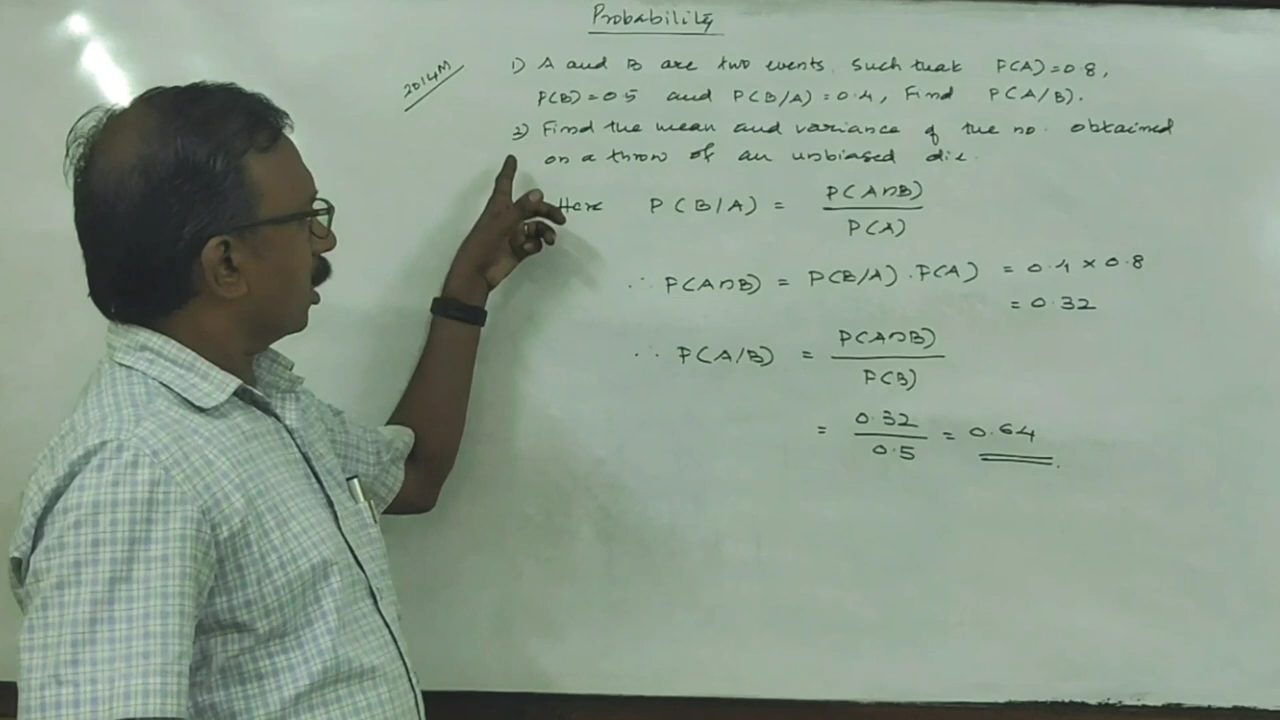 Probability
2014M
1) A and B are two events such that P(A)=0.8,
P(B)=0.5 and P(B/A)=0.4, Find P(A/B).
2) Find the mean and variance of the no. obtained
on a throw of an unbiased die.
Here P(B/A) = P(A∩B)
P(A)
∴ P(A∩B) = P(B/A).P(A) = 0.4 × 0.8
= 0.32
∴ P(A/B) = P(A∩B)
P(B)
= 0.32 = 0.64
0.5